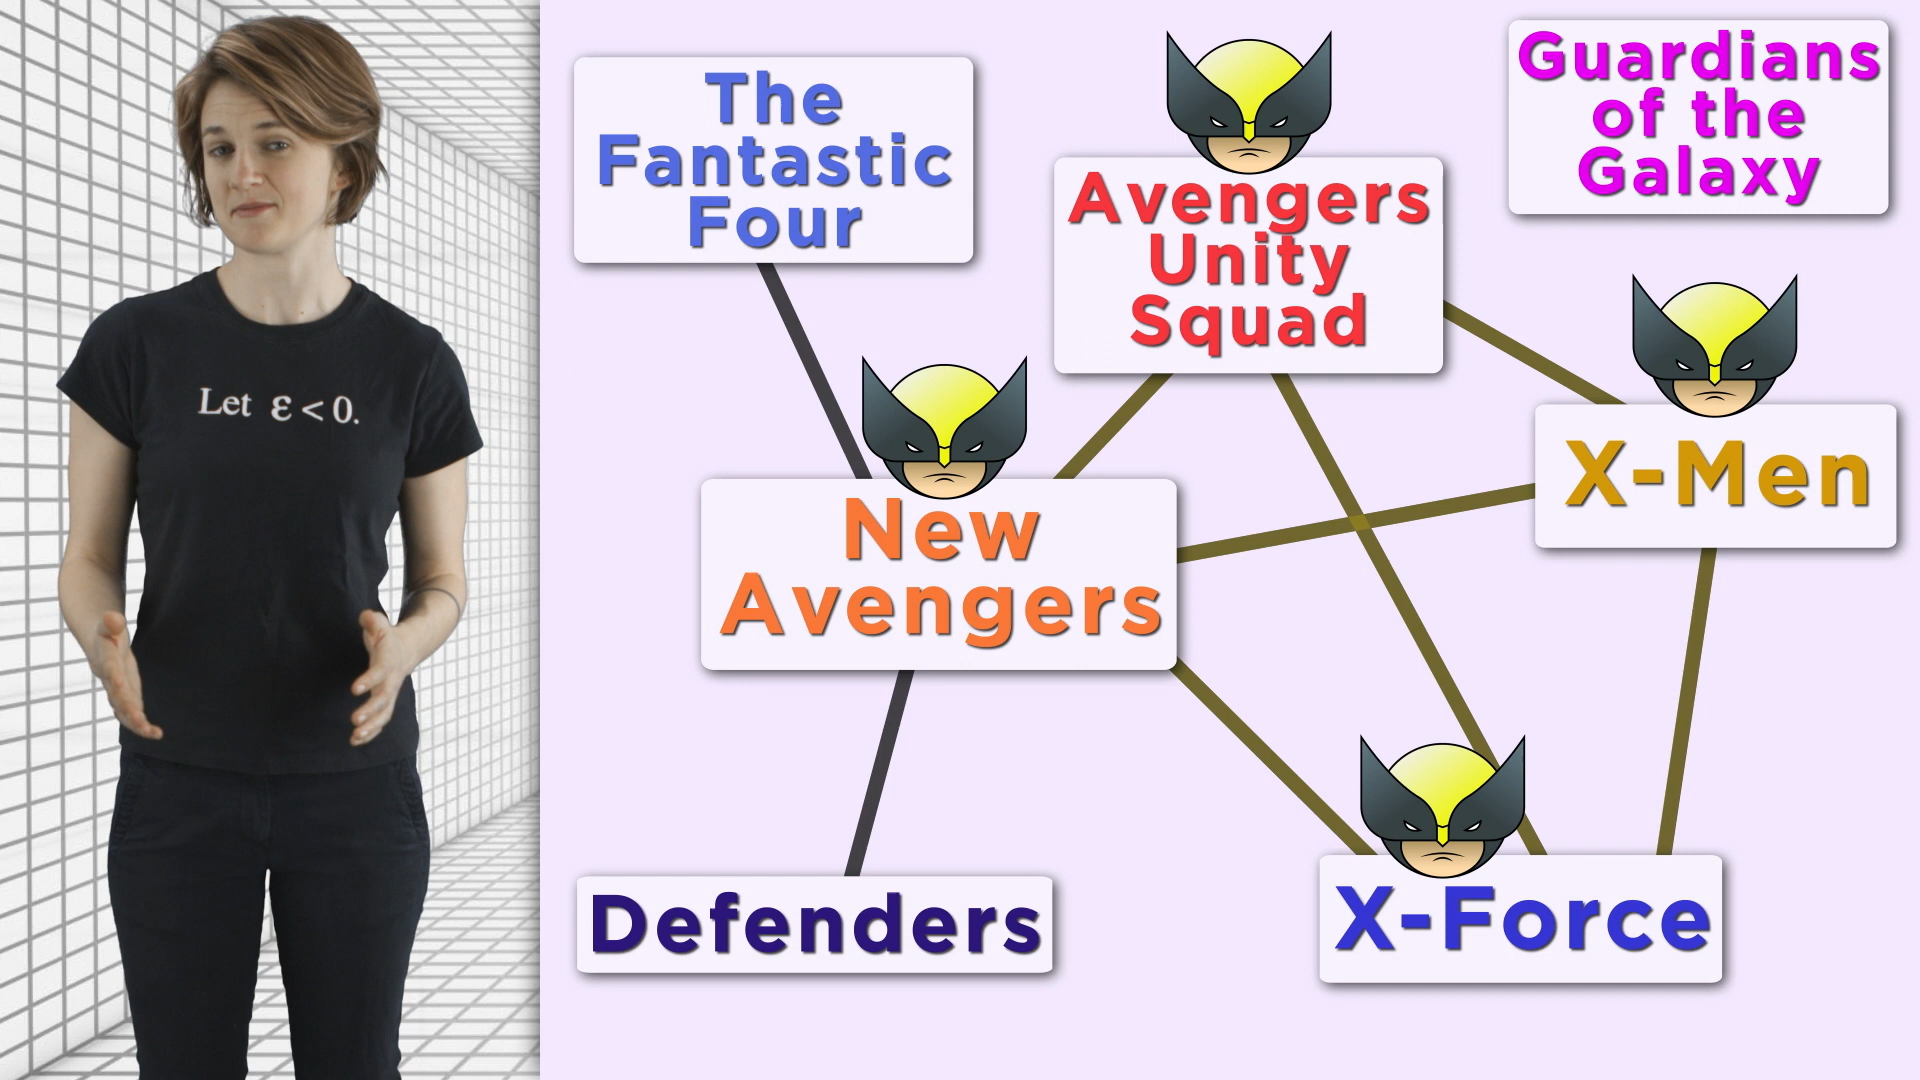 Let ε < 0.
The
Fantastic
Four
Avengers
Unity
Squad
Guardians
of the
Galaxy
X-Men
New
Avengers
Defenders
X-Force